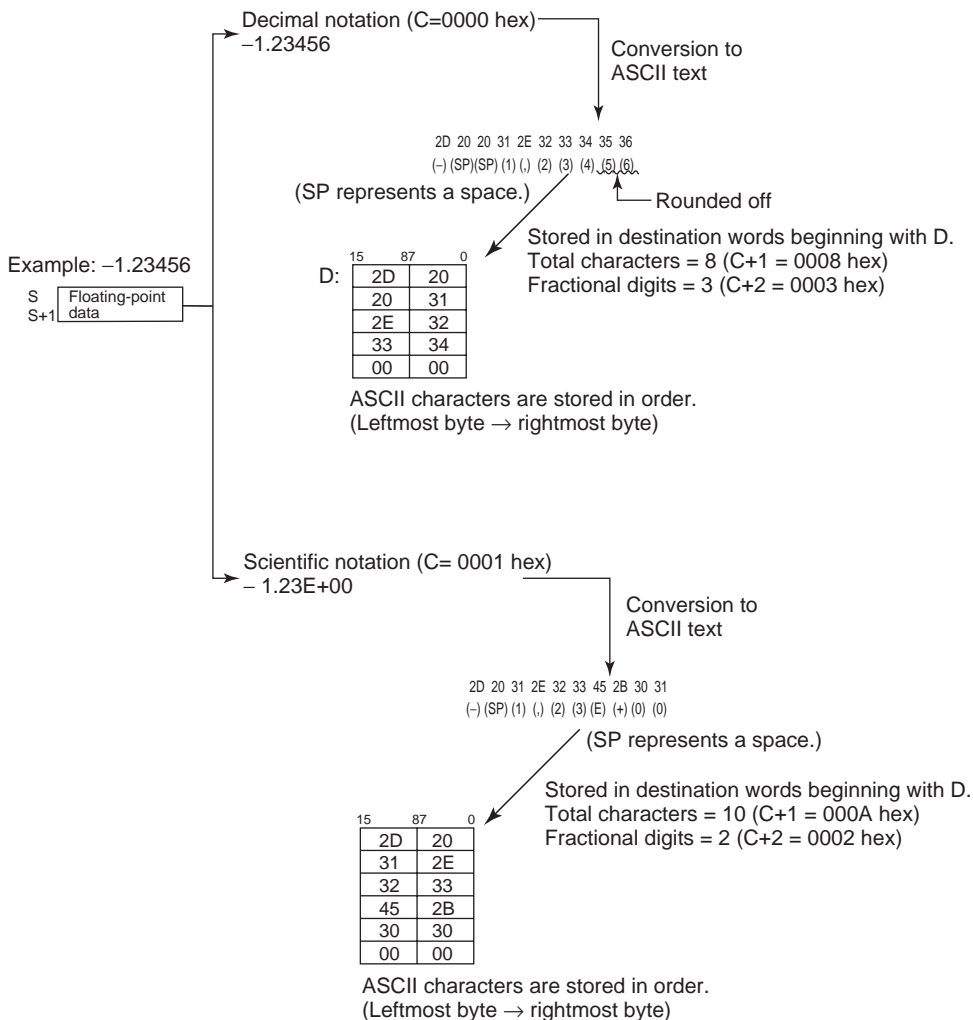 Decimal notation (C=0000 hex)
−1.23456
Conversion to
ASCII text
2D 20 20 31 2E 32 33 34 35 36
(−) (SP)(SP) (1) (,) (2) (3) (4) (5) (6)
(SP represents a space.)
Rounded off
Stored in destination words beginning with D.
Total characters = 8 (C+1 = 0008 hex)
Fractional digits = 3 (C+2 = 0003 hex)
Example: −1.23456
S
S+1
Floating-point
data
15 87 0
D:
2D 20
20 31
2E 32
33 34
00 00
ASCII characters are stored in order.
(Leftmost byte → rightmost byte)
Scientific notation (C= 0001 hex)
− 1.23E+00
Conversion to
ASCII text
2D 20 31 2E 32 33 45 2B 30 31
(−) (SP) (1) (,) (2) (3) (E) (+) (0) (0)
(SP represents a space.)
Stored in destination words beginning with D.
Total characters = 10 (C+1 = 000A hex)
Fractional digits = 2 (C+2 = 0002 hex)
15 87 0
2D 20
31 2E
32 33
45 2B
30 30
00 00
ASCII characters are stored in order.
(Leftmost byte → rightmost byte)